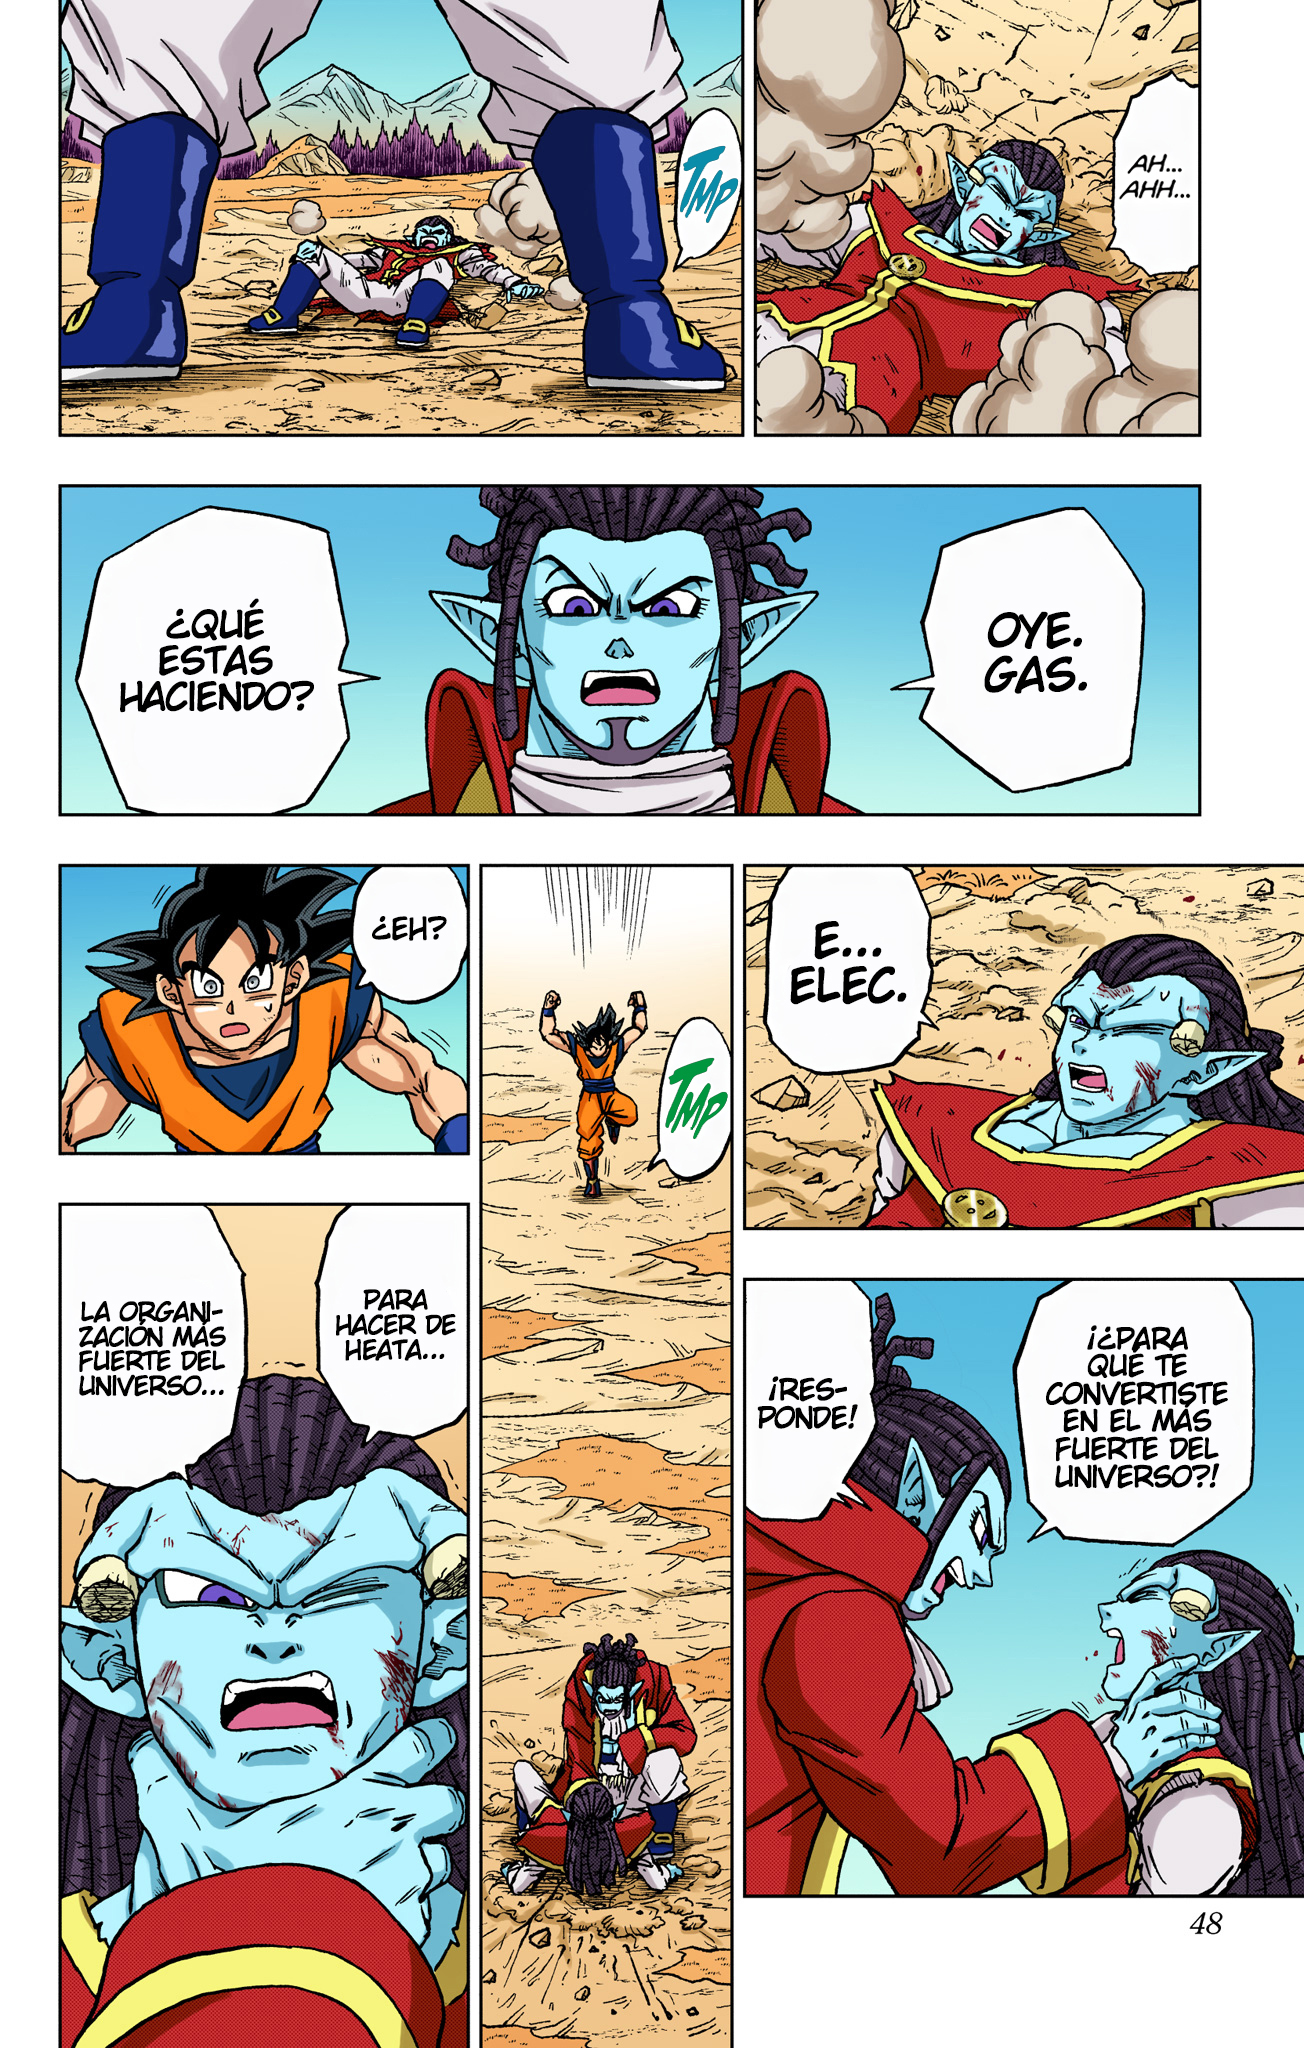 AH...
AHH...
TMP
OYE.
GAS.
¿QUÉ
ESTAS
HACIENDO?
E...
ELEC.
¡¿PARA
QUÉ TE
CONVERTISTE
EN EL MÁS
FUERTE DEL
UNIVERSO?!
¡RES-
PONDE!
TMP
¿EH?
PARA
HACER DE
HEATA...
LA ORGANI-
ZACIÓN MÁS
FUERTE DEL
UNIVERSO...
48